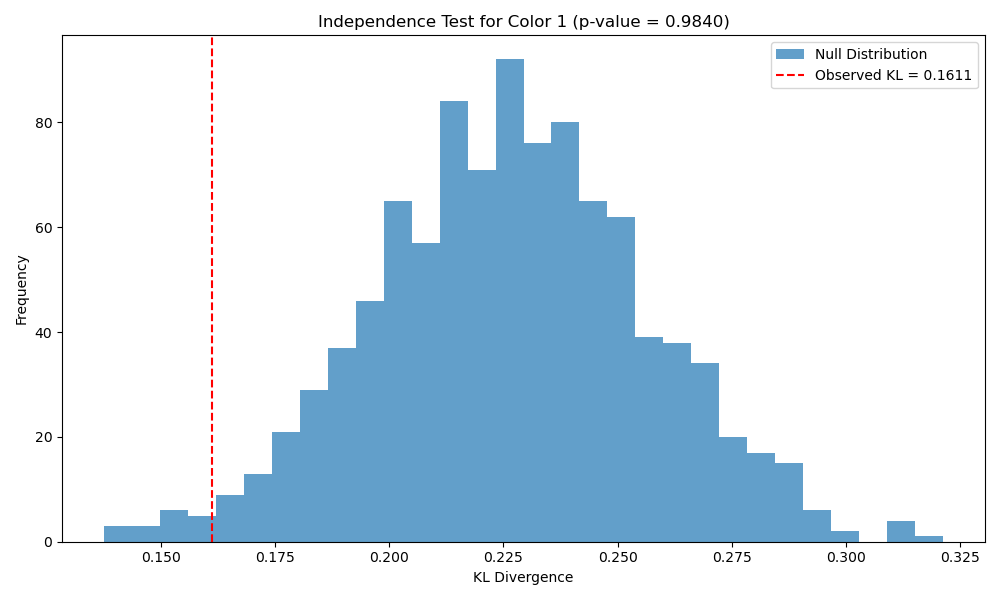 Independence Test for Color 1 (p-value = 0.9840)
Null Distribution
Observed KL = 0.1611
Frequency
80
60
40
20
0
0.150 0.175 0.200 0.225 0.250 0.275 0.300 0.325
KL Divergence